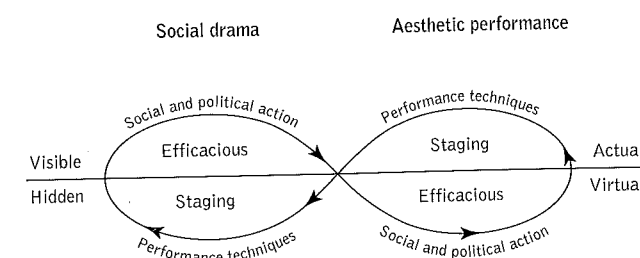 Social drama
Aesthetic performance
Social and political action
Performance techniques
Efficacious
Staging
Visible
Actua
Hidden
Virtua
Staging
Efficacious
Performance techniques
Social and political action